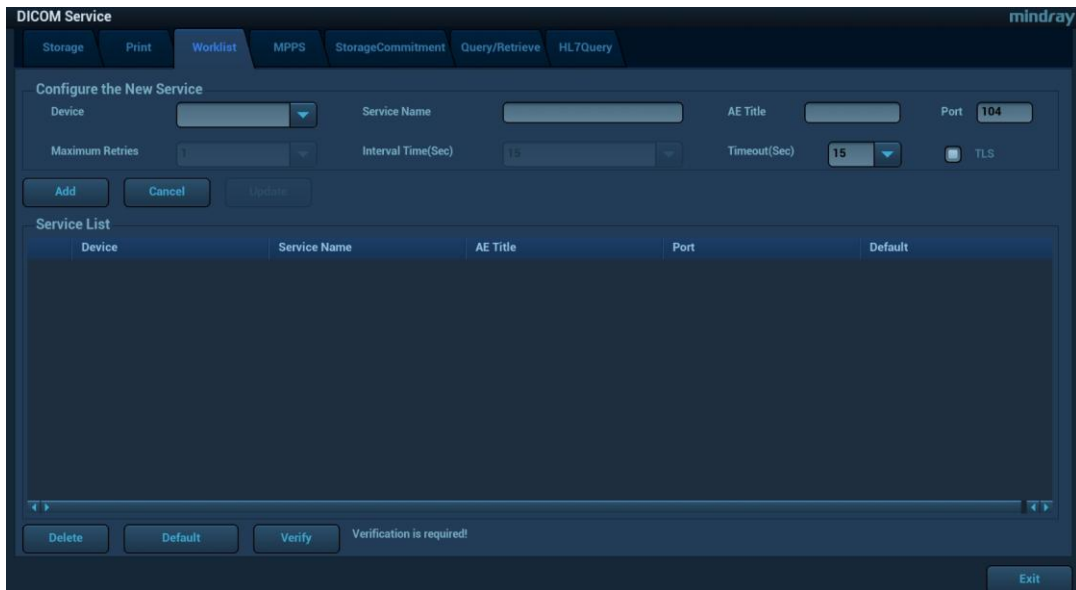 DICOM Service mindray
Storage Print Worklist MPPS StorageCommitment Query/Retrieve HL7Query
Configure the New Service
Device Service Name AE Title Port 104
Maximum Retries 1 Interval Time(Sec) 15 Timeout(Sec) 15 TLS
Add Cancel Update
Service List
Device Service Name AE Title Port Default
Delete Default Verify Verification is required!
Exit